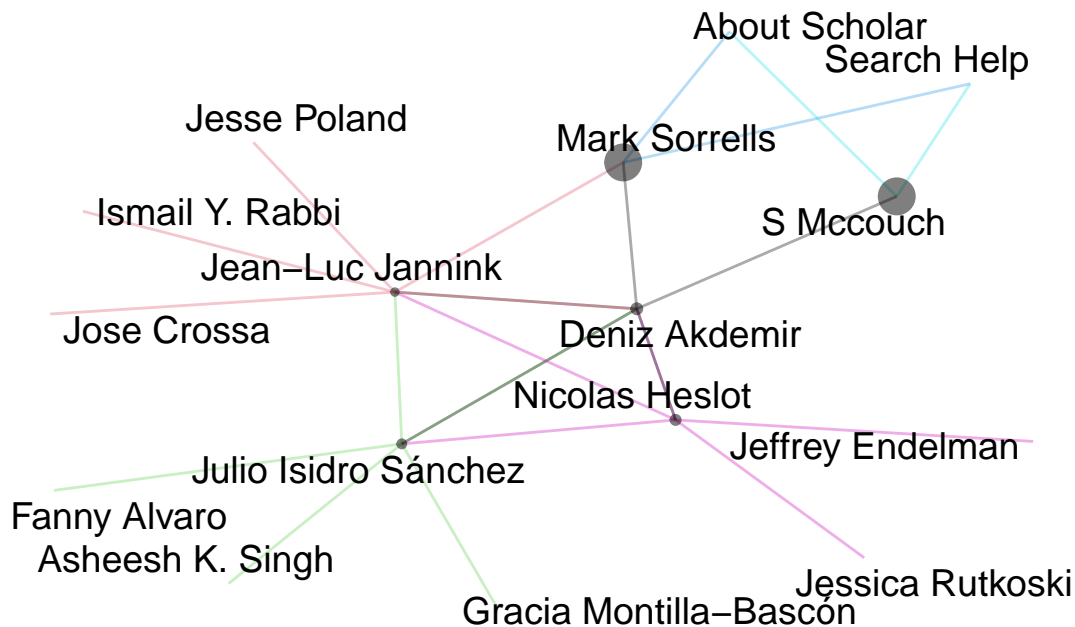 About Scholar
Search Help
Jesse Poland
Mark Sorrells
Ismail Y. Rabbi
S Mccouch
Jean−Luc Jannink
Jose Crossa
Deniz Akdemir
Nicolas Heslot
Jeffrey Endelman
Julio Isidro Sánchez
Fanny Alvaro
Asheesh K. Singh
Jessica Rutkoski
Gracia Montilla−Bascón